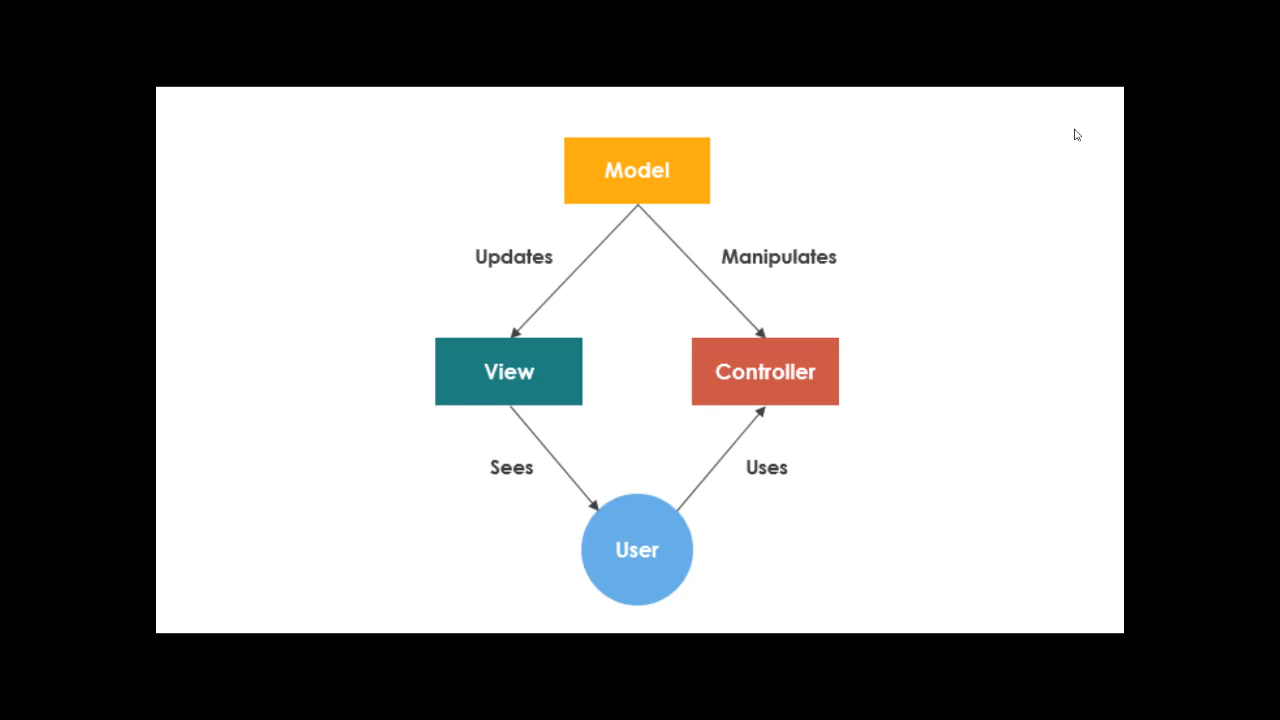 Model
Updates
Manipulates
View
Controller
Sees
Uses
User